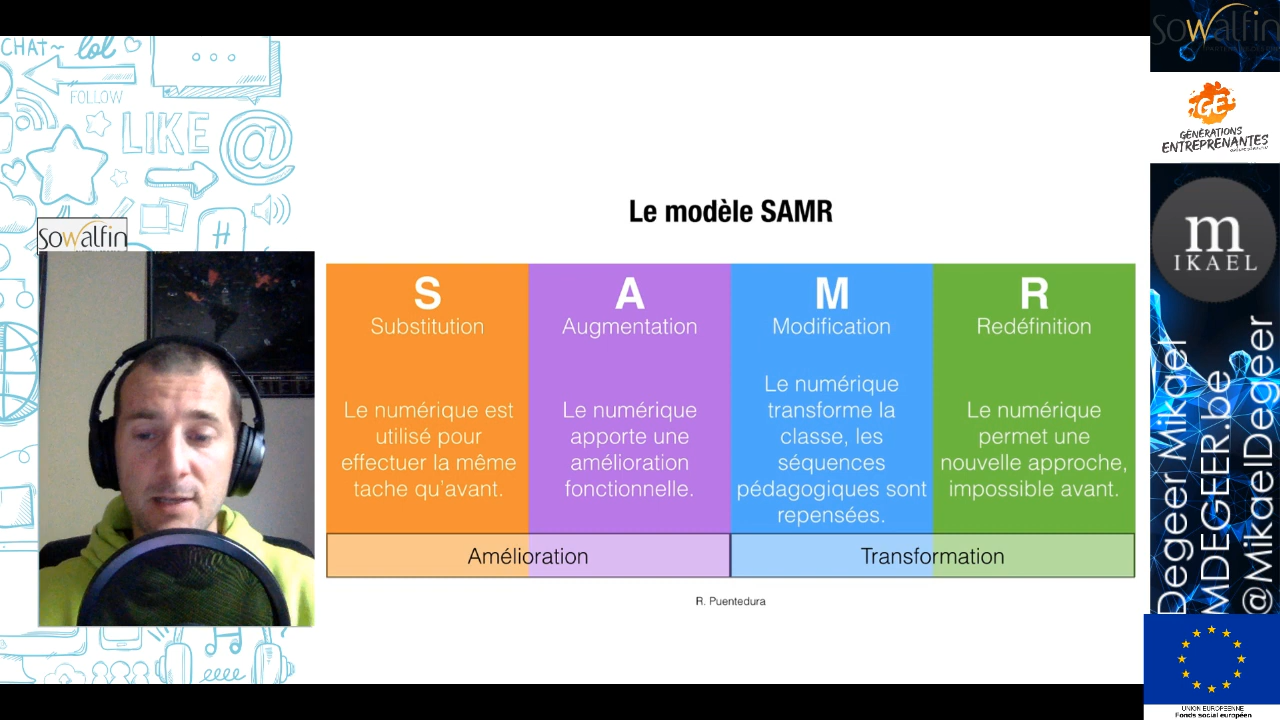 CHAT~ lol
FOLLOW
LIKE @
#
Sowalfin
Le modèle SAMR
S
Substitution
Le numérique est
utilisé pour
effectuer la même
tache qu'avant.
A
Augmentation
Le numérique
apporte une
amélioration
fonctionnelle.
M
Modification
Le numérique
transforme la
classe, les
séquences
pédagogiques sont
repensées.
R
Redéfinition
Le numérique
permet une
nouvelle approche,
impossible avant.
Amélioration
Transformation
R. Puentedura
Sowalfin
GE
GÉNÉRATIONS
ENTREPRENANTES
m
IKAEL
Degeer Mikael
MDEGEER.be
@MikaelDegeer
UNION EUROPEENNE
Fonds social européen